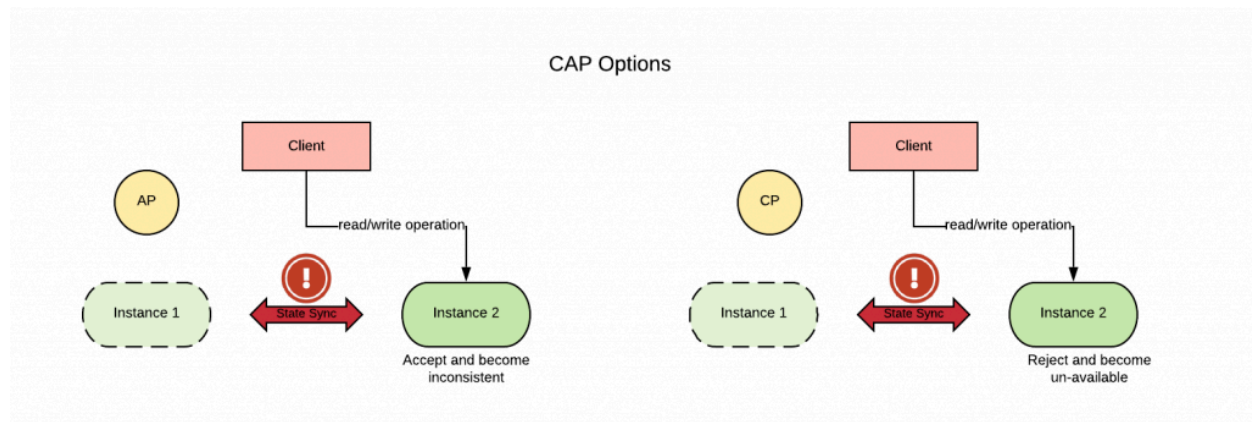 CAP Options
Client
AP
read/write operation
!
Instance 1
State Sync
Instance 2
Accept and become
inconsistent
Client
CP
read/write operation
!
Instance 1
State Sync
Instance 2
Reject and become
un-available